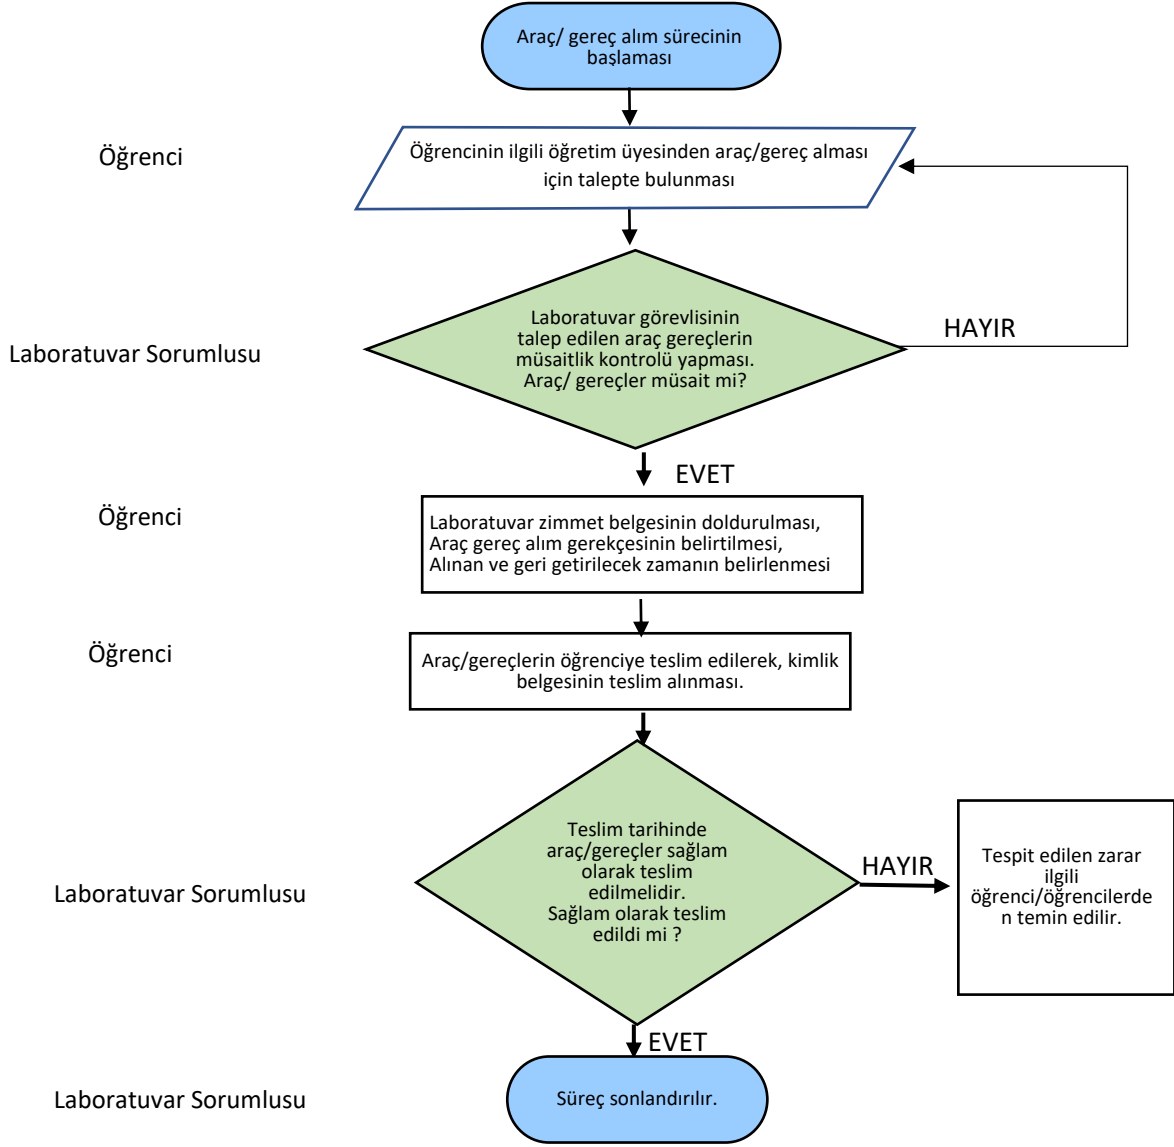 Araç/ gereç alım sürecinin
başlaması
Öğrenci
Öğrencinin ilgili öğretim üyesinden araç/gereç alması
için talepte bulunması
Laboratuvar Sorumlusu
Laboratuvar görevlisinin
talep edilen araç gereçlerin
müsaitlik kontrolü yapması.
Araç/ gereçler müsait mi?
HAYIR
EVET
Öğrenci
Laboratuvar zimmet belgesinin doldurulması,
Araç gereç alım gerekçesinin belirtilmesi,
Alınan ve geri getirilecek zamanın belirlenmesi
Öğrenci
Araç/gereçlerin öğrenciye teslim edilerek, kimlik
belgesinin teslim alınması.
Laboratuvar Sorumlusu
Teslim tarihinde
araç/gereçler sağlam
olarak teslim
edilmelidir.
Sağlam olarak teslim
edildi mi ?
HAYIR
Tespit edilen zarar
ilgili
öğrenci/öğrencilerde
n temin edilir.
EVET
Laboratuvar Sorumlusu
Süreç sonlandırılır.